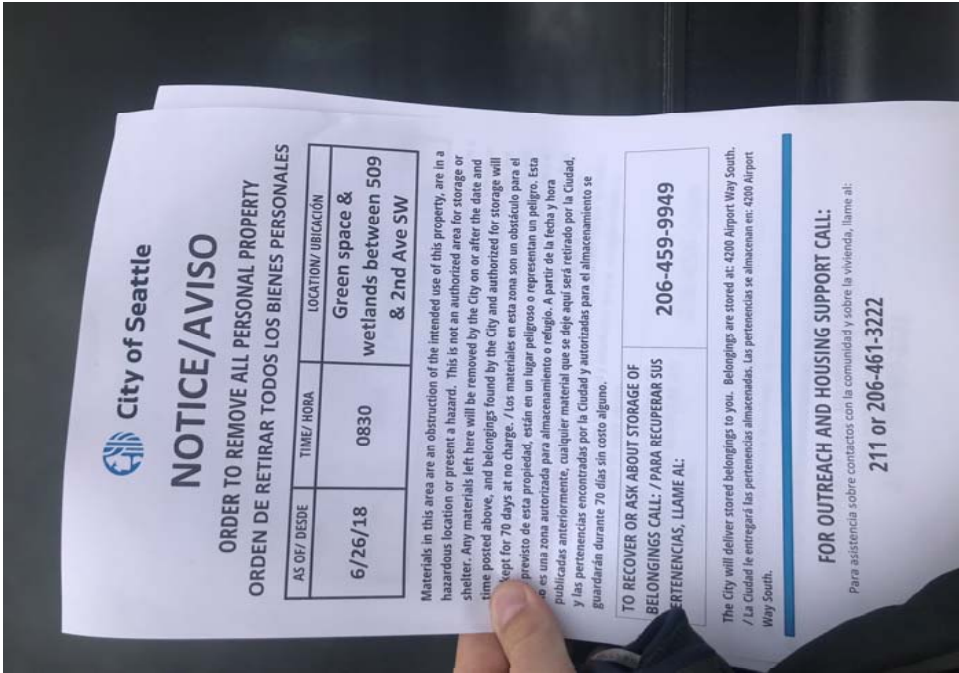 City of Seattle
NOTICE/AVISO
ORDER TO REMOVE ALL PERSONAL PROPERTY
ORDEN DE RETIRAR TODOS LOS BIENES PERSONALES
AS OF/ DESDE
TIME/ HORA
LOCATION/ UBICACIÓN
6/26/18
0830
Green space &
wetlands between 509
& 2nd Ave SW
Materials in this area are an obstruction of the intended use of this property, are in a
hazardous location or present a hazard. This is not an authorized area for storage or
shelter. Any materials left here will be removed by the City on or after the date and
time posted above, and belongings found by the City and authorized for storage will
kept for 70 days at no charge. / Los materiales en esta zona son un obstáculo para el
previsto de esta propiedad, están en un lugar peligroso o representan un peligro. Esta
es una zona autorizada para almacenamiento o refugio. A partir de la fecha y hora
publicadas anteriormente, cualquier material que se deje aquí será retirado por la Ciudad,
y las pertenencias encontradas por la Ciudad y autorizadas para el almacenamiento se
guardarán durante 70 días sin costo alguno.
TO RECOVER OR ASK ABOUT STORAGE OF
BELONGINGS CALL: / PARA RECUPERAR SUS
ERTENENCIAS, LLAME AL:
206-459-9949
The City will deliver stored belongings to you. Belongings are stored at: 4200 Airport Way South.
/ La Ciudad le entregará las pertenencias almacenadas. Las pertenencias se almacenan en: 4200 Airport
Way South.
FOR OUTREACH AND HOUSING SUPPORT CALL:
Para asistencia sobre contactos con la comunidad y sobre la vivienda, llame al:
211 or 206-461-3222